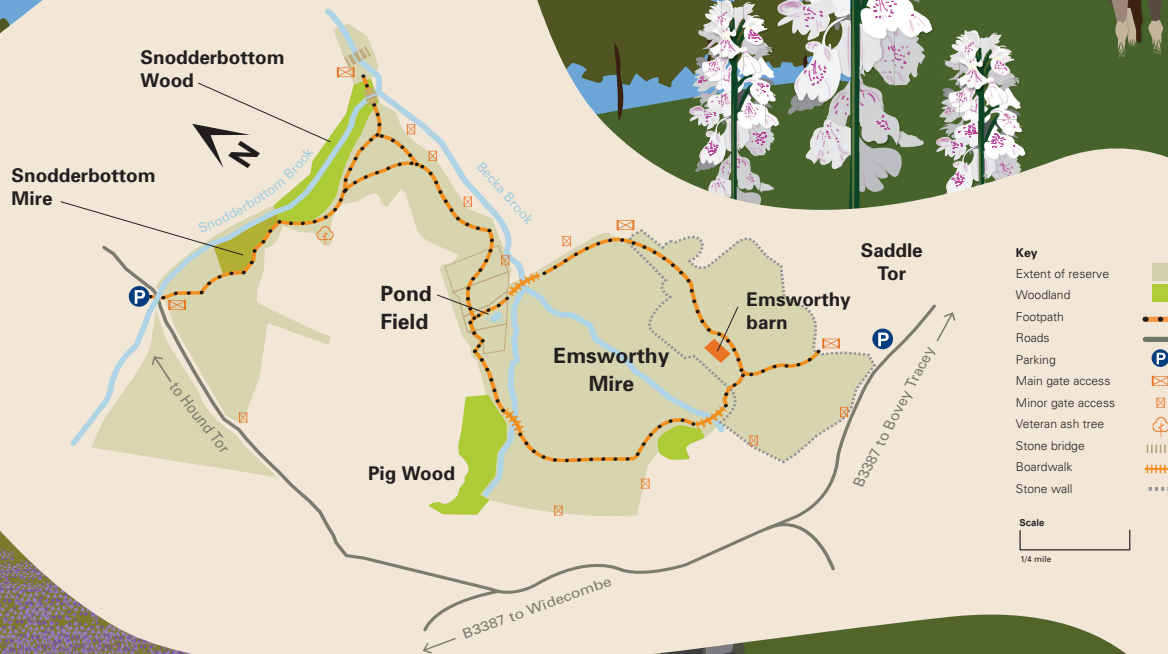 Snodderbottom
Wood
N
Snodderbottom
Mire
Snodderbottom Brook
Becka Brook
P
Pond
Field
Emsworthy
barn
Saddle
Tor
P
Emsworthy
Mire
to Hound Tor
Pig Wood
B3387 to Bovey Tracey
B3387 to Widecombe
Key
Extent of reserve
Woodland
Footpath
Roads
Parking
P
Main gate access
Minor gate access
Veteran ash tree
Stone bridge
Boardwalk
Stone wall
Scale
1/4 mile